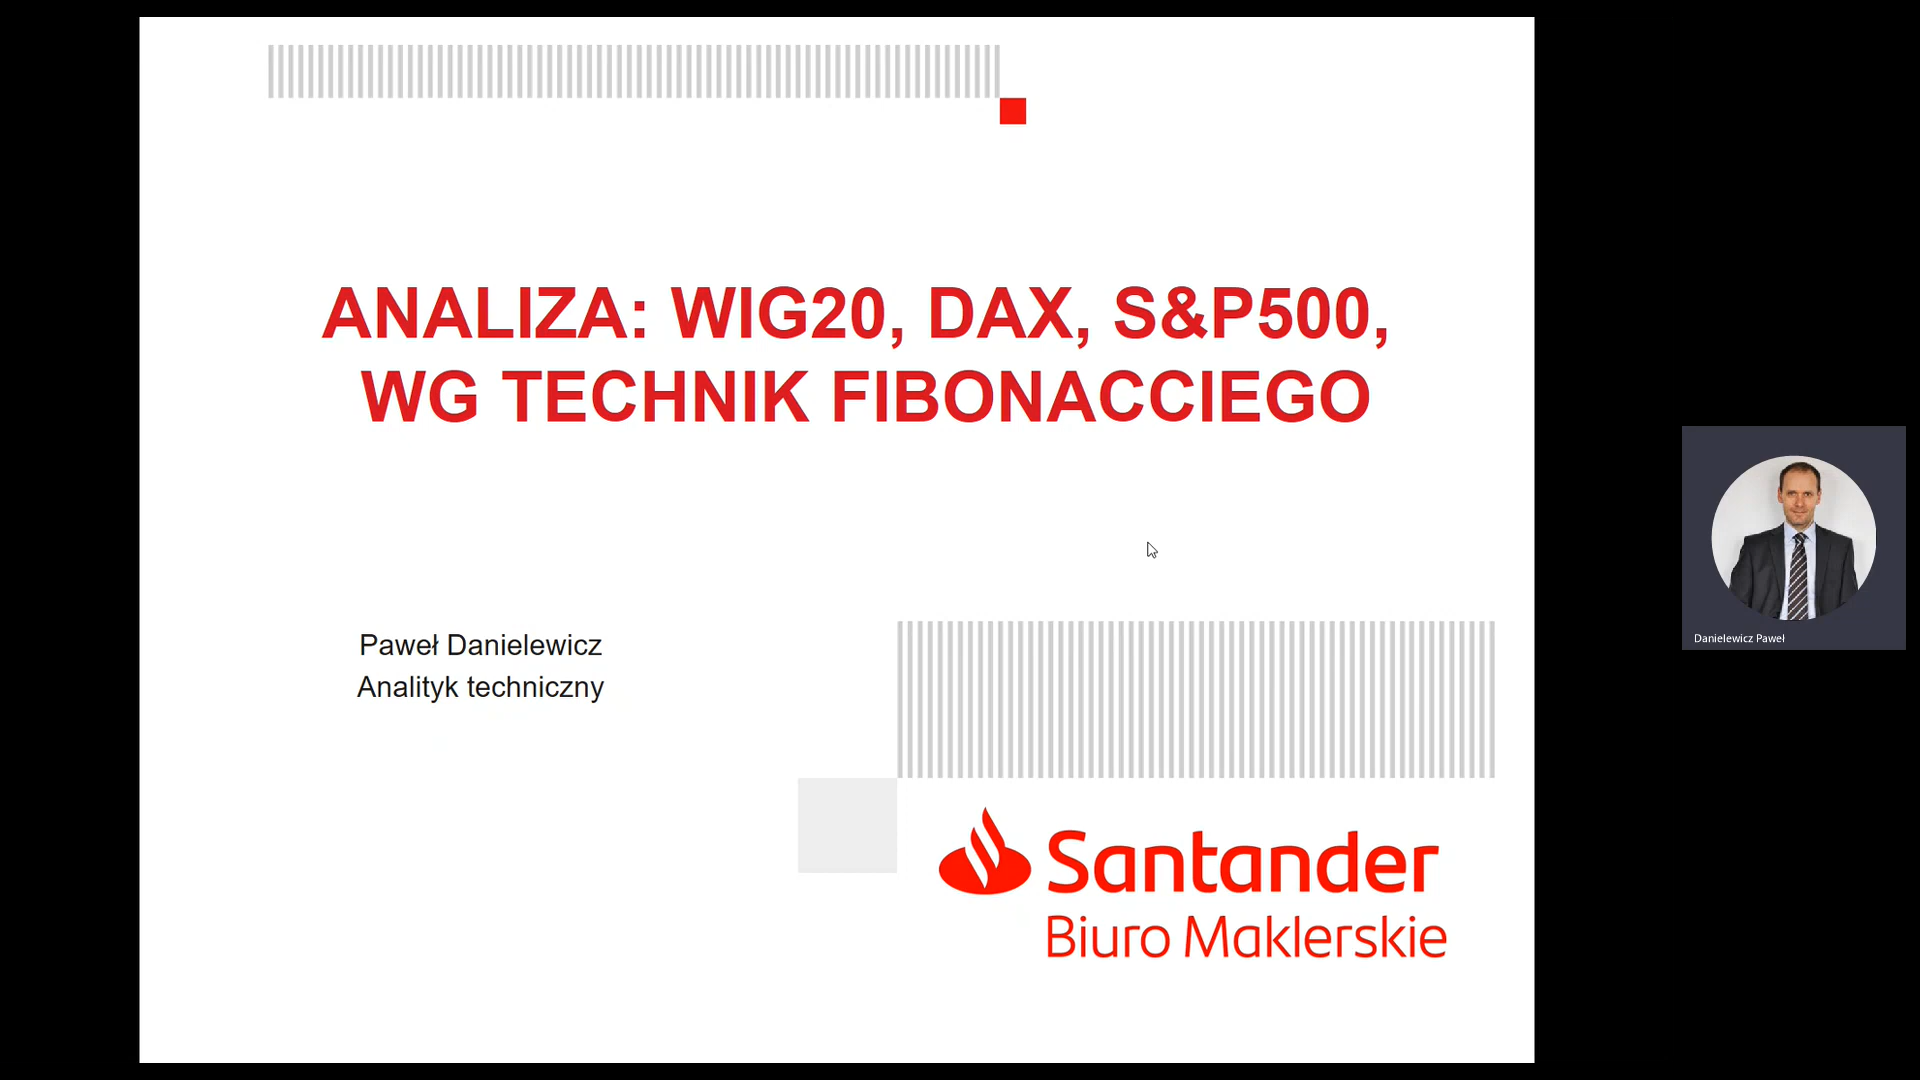 ANALIZA: WIG20, DAX, S&P500,
WG TECHNIK FIBONACCIEGO
Paweł Danielewicz
Analityk techniczny
Santander
Biuro Maklerskie
Danielewicz Paweł